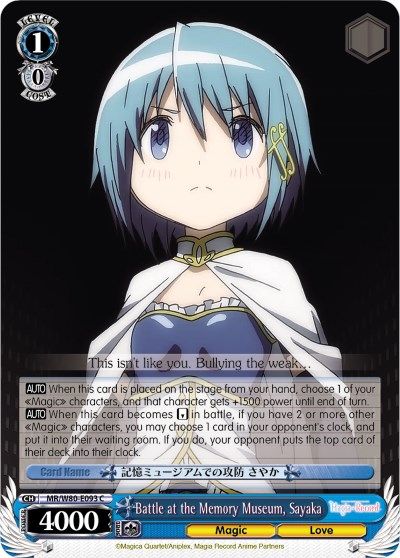 LEVEL
1
0
COST
This isn't like you. Bullying the weak...
AUTO When this card is placed on the stage from your hand, choose 1 of your
«Magic» characters, and that character gets +1500 power until end of turn.
AUTO When this card becomes in battle, if you have 2 or more other
«Magic» characters, you may choose 1 card in your opponent's clock, and
put it into their waiting room. If you do, your opponent puts the top card of
their deck into their clock.
Card Name 記憶ミュージアムでの攻防 さやか
CH MR/W80-E093 C
Battle at the Memory Museum, Sayaka
Magia Record
POWER
4000
Magic Love
©Magica Quartet/Aniplex, Magia Record Anime Partners